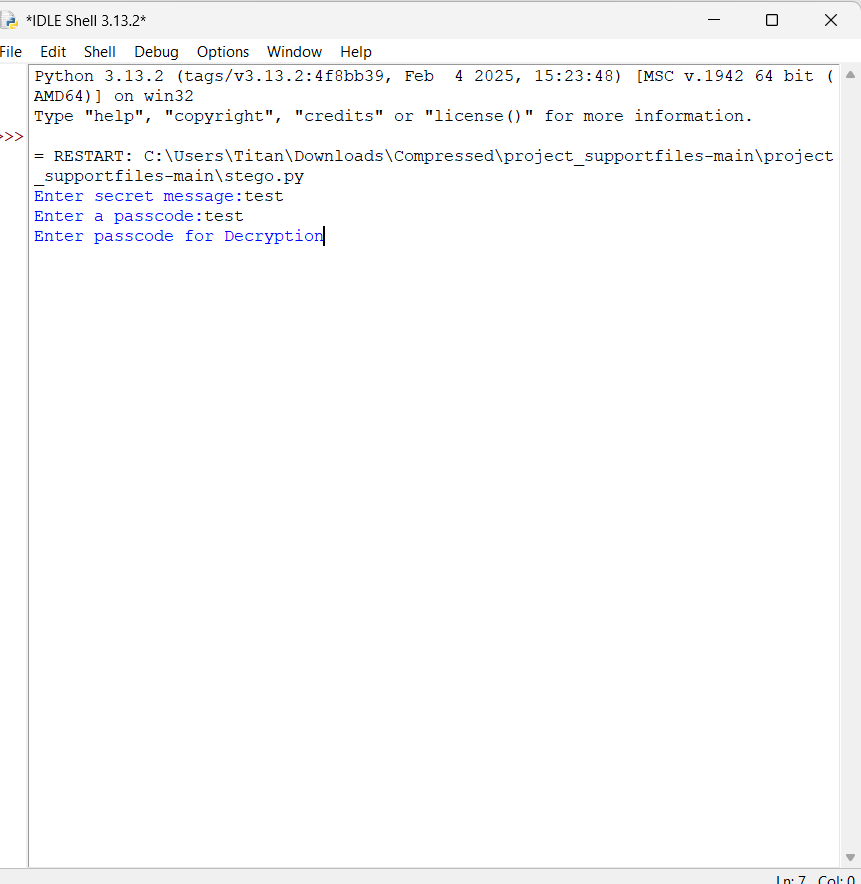 *IDLE Shell 3.13.2*
File Edit Shell Debug Options Window Help
Python 3.13.2 (tags/v3.13.2:4f8bb39, Feb  4 2025, 15:23:48) [MSC v.1942 64 bit (
AMD64)] on win32
Type "help", "copyright", "credits" or "license()" for more information.
>>>
= RESTART: C:\Users\Titan\Downloads\Compressed\project_supportfiles-main\project
_supportfiles-main\stego.py
Enter secret message:test
Enter a passcode:test
Enter passcode for Decryption
Ln: 7 Col: 0